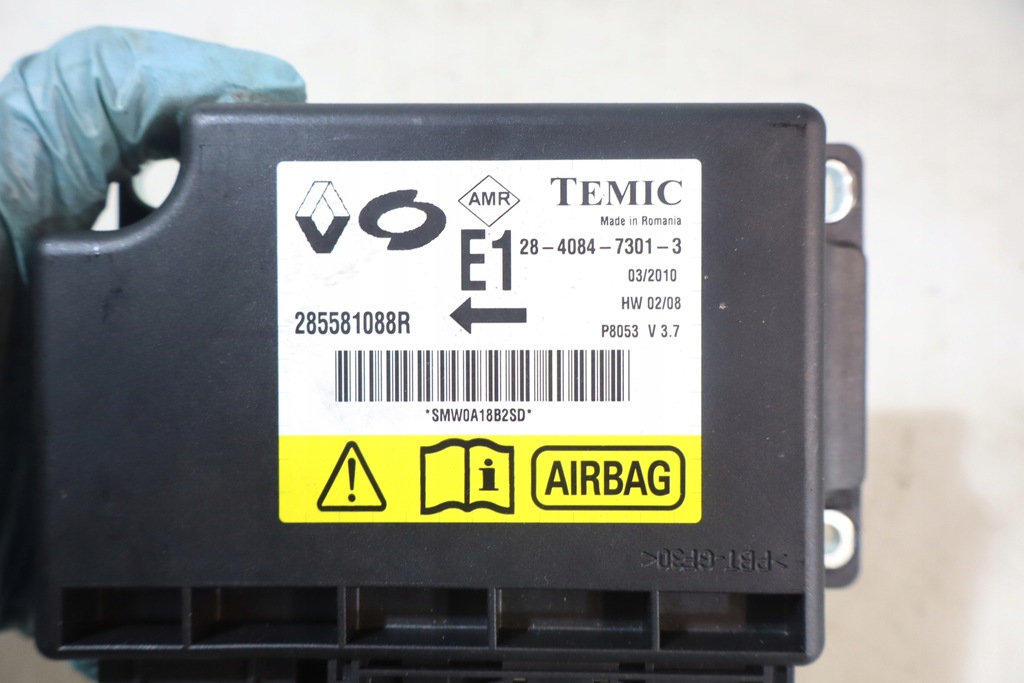 AMR
TEMIC
Made in Romania
E1
28-4084-7301-3
03/2010
HW 02/08
285581088R
P8053 V 3.7
*SMW0A18B2SD*
AIRBAG
>PBT-GF30<